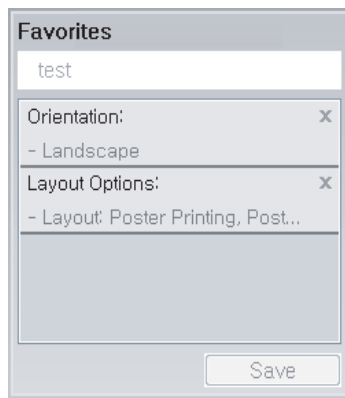 Favorites
test
Orientation: x
- Landscape
Layout Options: x
- Layout: Poster Printing, Post...
Save